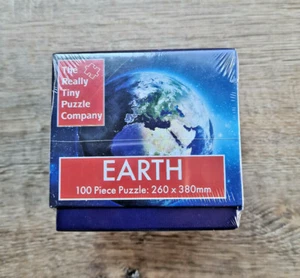 The
Really
Tiny
Puzzle
Company
EARTH
100 Piece Puzzle: 260 x 380mm